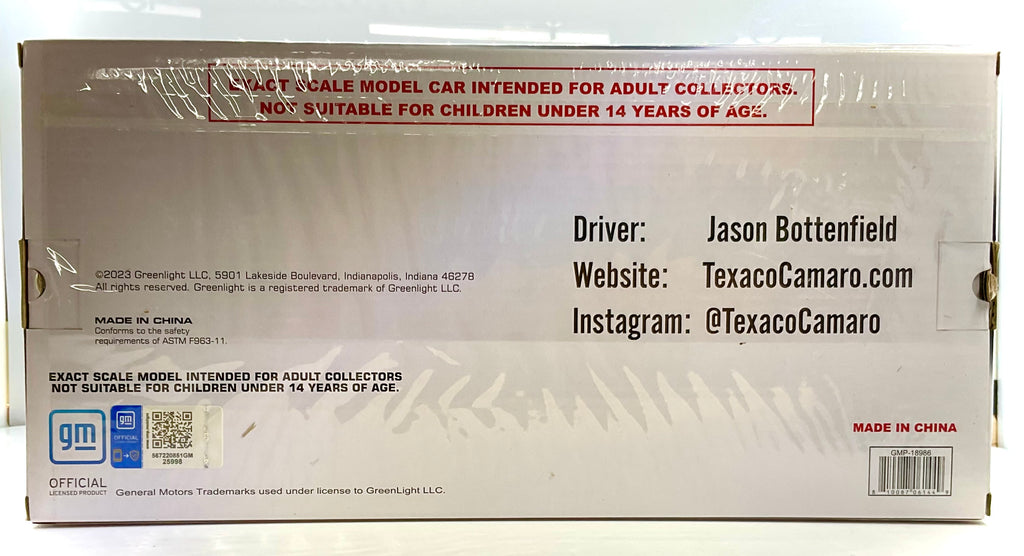 EXACT SCALE MODEL CAR INTENDED FOR ADULT COLLECTORS.
NOT SUITABLE FOR CHILDREN UNDER 14 YEARS OF AGE.
Driver: Jason Bottenfield
Website: TexacoCamaro.com
Instagram: @TexacoCamaro
©2023 Greenlight LLC, 5901 Lakeside Boulevard, Indianapolis, Indiana 46278
All rights reserved. Greenlight is a registered trademark of Greenlight LLC.
MADE IN CHINA
Conforms to the safety
requirements of ASTM F963-11.
EXACT SCALE MODEL INTENDED FOR ADULT COLLECTORS
NOT SUITABLE FOR CHILDREN UNDER 14 YEARS OF AGE.
gm
gm
OFFICIAL
567220851GM
25998
OFFICIAL
LICENSED PRODUCT
General Motors Trademarks used under license to GreenLight LLC.
MADE IN CHINA
GMP-18986
8 10087 06144 9